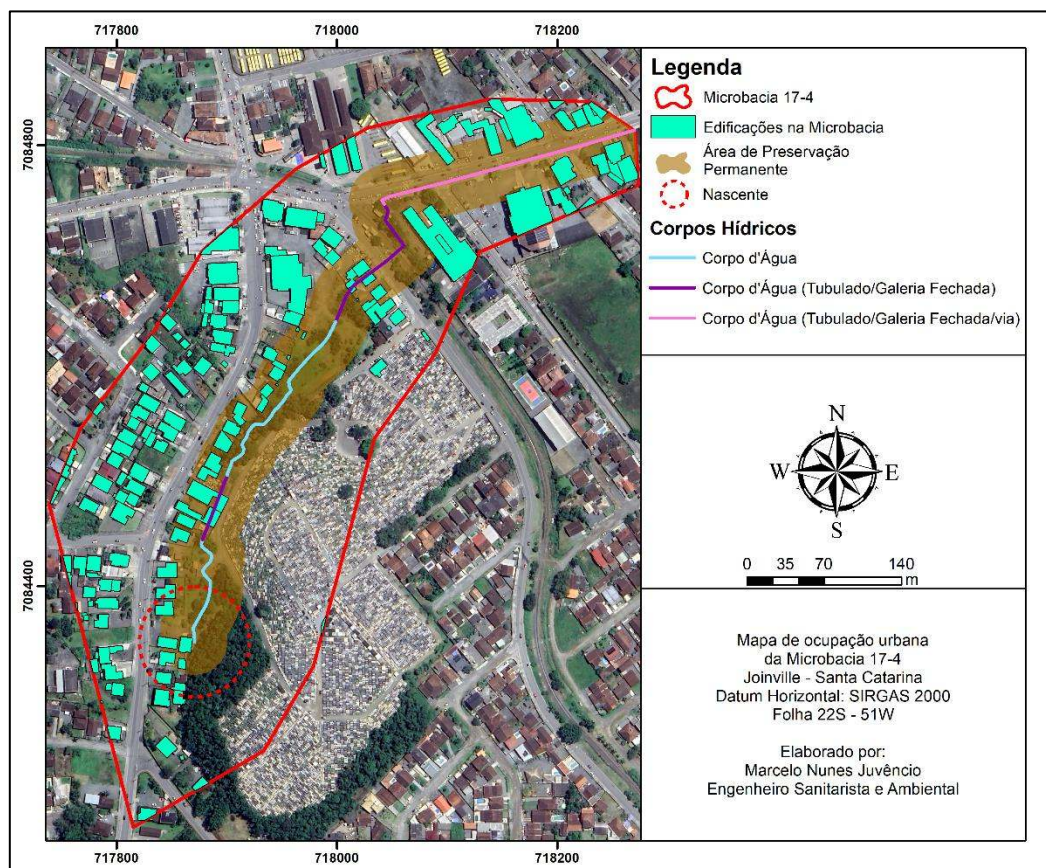 717800 718000 718200
7084800
7084400
717800 718000 718200
Legenda
Microbacia 17-4
Edificações na Microbacia
Área de Preservação
Permanente
Nascente
Corpos Hídricos
Corpo d'Água
Corpo d'Água (Tubulado/Galeria Fechada)
Corpo d'Água (Tubulado/Galeria Fechada/via)
N
W E
S
0 35 70 140
m
Mapa de ocupação urbana
da Microbacia 17-4
Joinville - Santa Catarina
Datum Horizontal: SIRGAS 2000
Folha 22S - 51W
Elaborado por:
Marcelo Nunes Juvêncio
Engenheiro Sanitarista e Ambiental